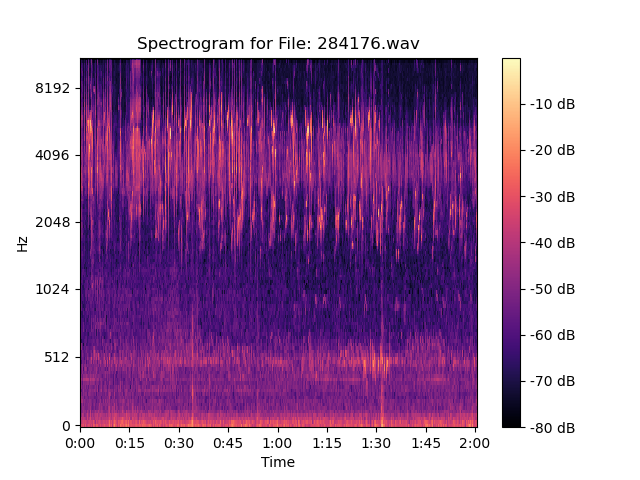 Spectrogram for File: 284176.wav
8192
4096
2048
1024
512
0
Hz
0:00 0:15 0:30 0:45 1:00 1:15 1:30 1:45 2:00
Time
-10 dB
-20 dB
-30 dB
-40 dB
-50 dB
-60 dB
-70 dB
-80 dB